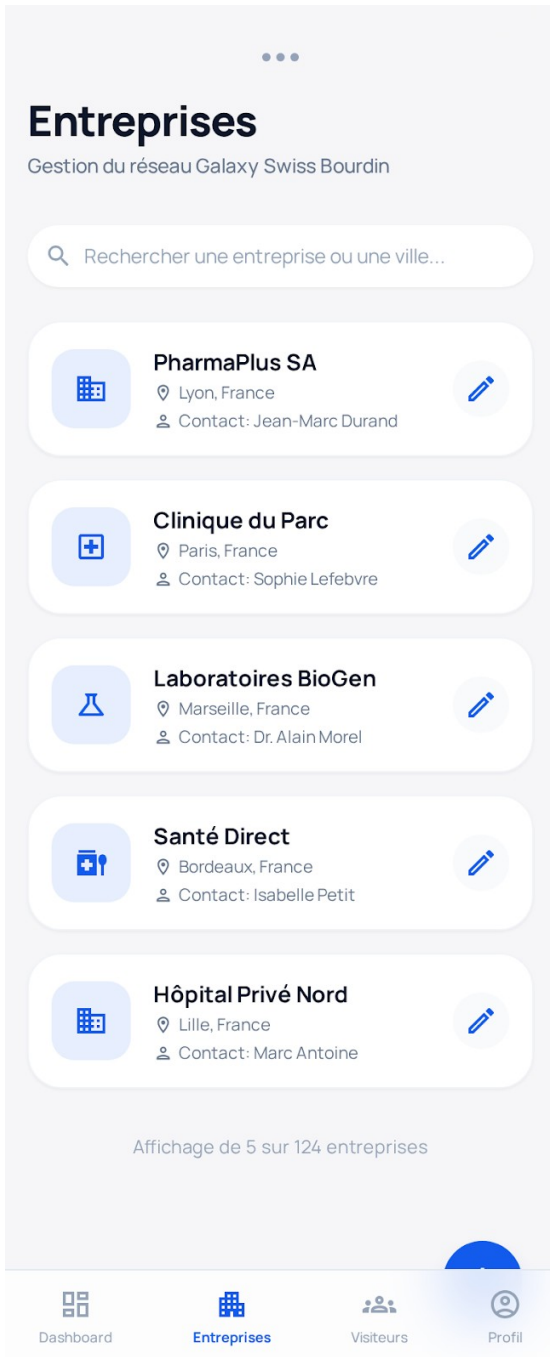 Entreprises
Gestion du réseau Galaxy Swiss Bourdin
Rechercher une entreprise ou une ville...
PharmaPlus SA
Lyon, France
Contact: Jean-Marc Durand
Clinique du Parc
Paris, France
Contact: Sophie Lefebvre
Laboratoires BioGen
Marseille, France
Contact: Dr. Alain Morel
Santé Direct
Bordeaux, France
Contact: Isabelle Petit
Hôpital Privé Nord
Lille, France
Contact: Marc Antoine
Affichage de 5 sur 124 entreprises
Dashboard
Entreprises
Visiteurs
Profil